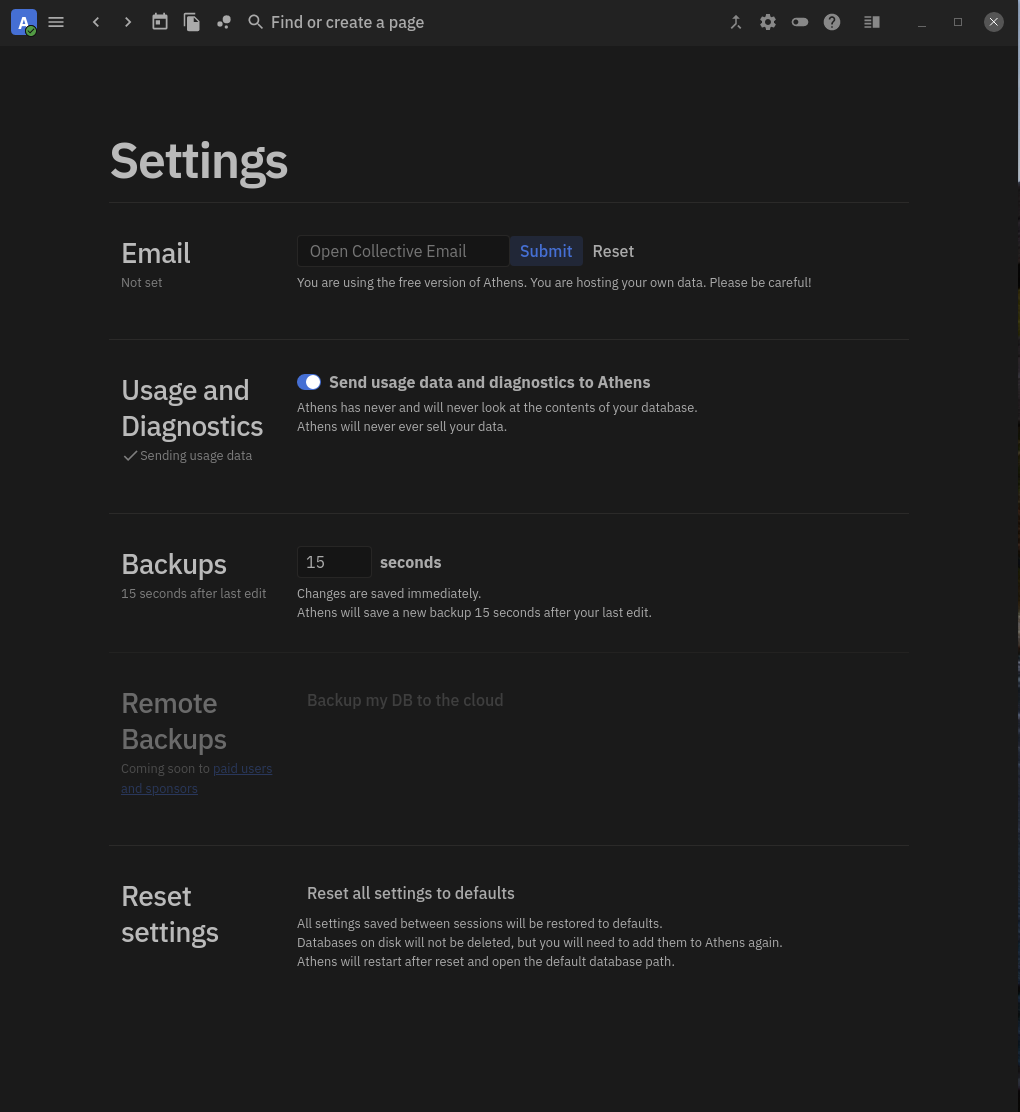 A
Find or create a page
Settings
Email
Not set
Open Collective Email Submit Reset
You are using the free version of Athens. You are hosting your own data. Please be careful!
Usage and
Diagnostics
Sending usage data
Send usage data and diagnostics to Athens
Athens has never and will never look at the contents of your database.
Athens will never ever sell your data.
Backups
15 seconds after last edit
15 seconds
Changes are saved immediately.
Athens will save a new backup 15 seconds after your last edit.
Remote
Backups
Coming soon to paid users
and sponsors
Backup my DB to the cloud
Reset
settings
Reset all settings to defaults
All settings saved between sessions will be restored to defaults.
Databases on disk will not be deleted, but you will need to add them to Athens again.
Athens will restart after reset and open the default database path.